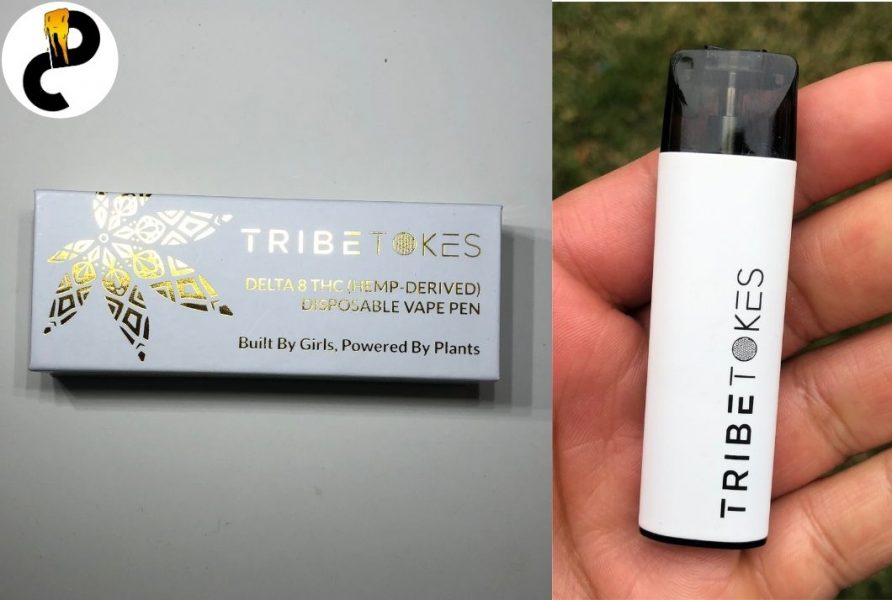 TRIBETOKES
DELTA 8 THC (HEMP-DERIVED)
DISPOSABLE VAPE PEN
Built By Girls, Powered By Plants
TRIBETOKES